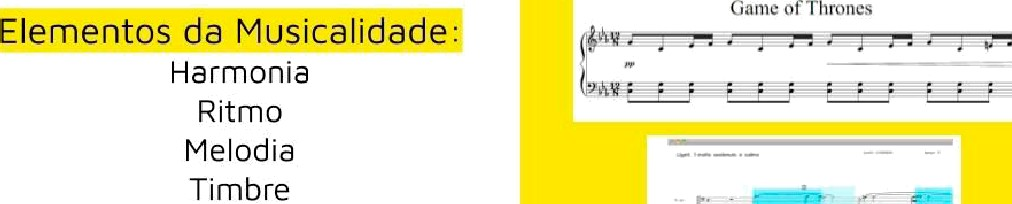 Elementos da Musicalidade:
Harmonia
Ritmo
Melodia
Timbre
Game of Thrones
pp